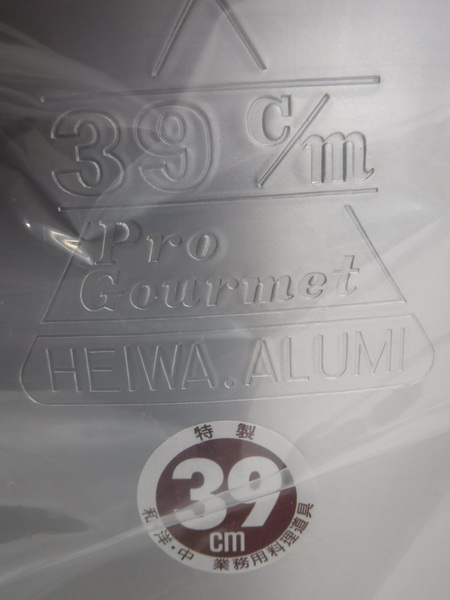 39 c/m
Pro
Gourmet
HEIWA.ALUMI
特製
39
cm
和・洋・中 業務用料理道具